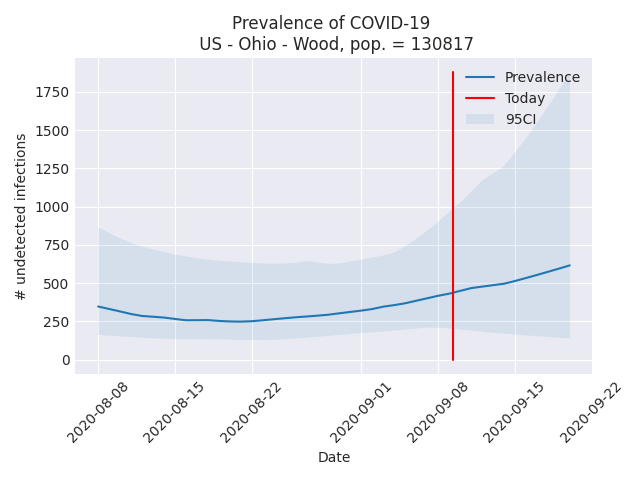 Prevalence of COVID-19
US - Ohio - Wood, pop. = 130817
Prevalence
Today
95CI
1750
1500
1250
1000
750
500
250
0
# undetected infections
2020-08-08
2020-08-15
2020-08-22
2020-09-01
2020-09-08
2020-09-15
2020-09-22
Date